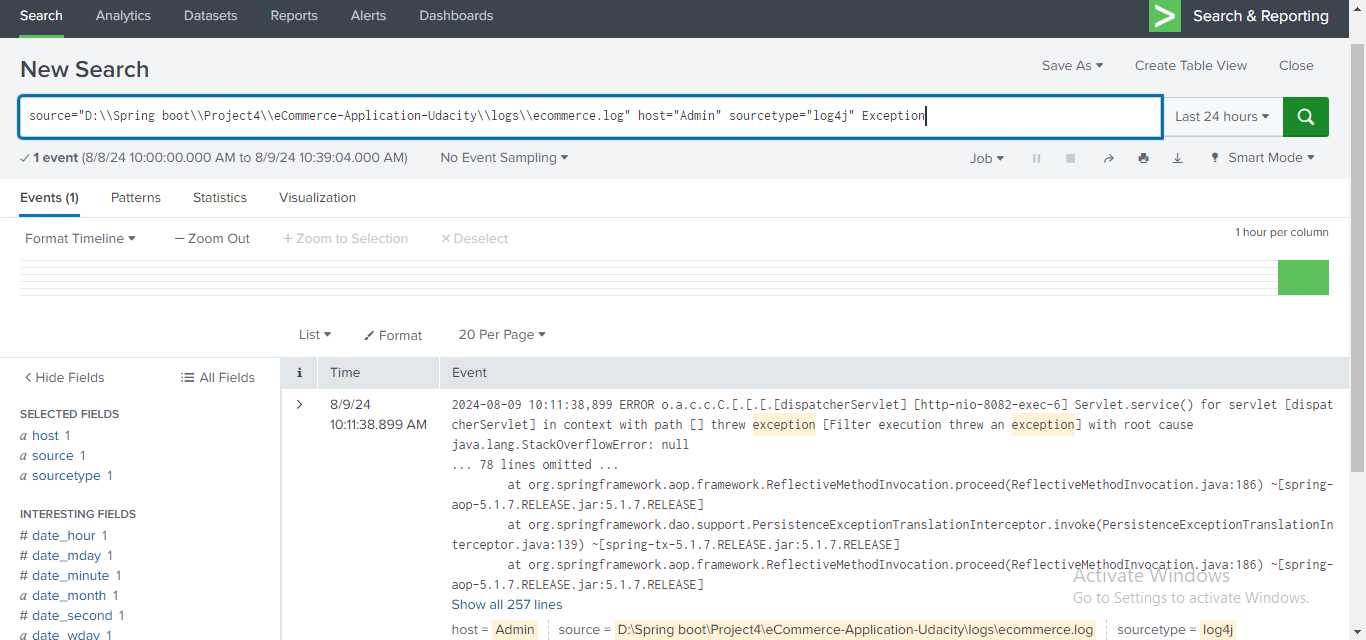 Search Analytics Datasets Reports Alerts Dashboards > Search & Reporting
New Search Save As Create Table View Close
source="D:\\Spring boot\\Project4\\eCommerce-Application-Udacity\\logs\\ecommerce.log" host="Admin" sourcetype="log4j" Exception Last 24 hours
✓ 1 event (8/8/24 10:00:00.000 AM to 8/9/24 10:39:04.000 AM) No Event Sampling Job Smart Mode
Events (1) Patterns Statistics Visualization
Format Timeline — Zoom Out + Zoom to Selection × Deselect 1 hour per column
List Format 20 Per Page
< Hide Fields All Fields i Time Event
SELECTED FIELDS
a host 1
a source 1
a sourcetype 1
INTERESTING FIELDS
# date_hour 1
# date_mday 1
# date_minute 1
a date_month 1
# date_second 1
a date_wday 1
> 8/9/24
10:11:38.899 AM
2024-08-09 10:11:38,899 ERROR o.a.c.c.C.[.[.[.[dispatcherServlet] [http-nio-8082-exec-6] Servlet.service() for servlet [dispat
cherServlet] in context with path [] threw exception [Filter execution threw an exception] with root cause
java.lang.StackOverflowError: null
... 78 lines omitted ...
at org.springframework.aop.framework.ReflectiveMethodInvocation.proceed(ReflectiveMethodInvocation.java:186) ~[spring-
aop-5.1.7.RELEASE.jar:5.1.7.RELEASE]
at org.springframework.dao.support.PersistenceExceptionTranslationInterceptor.invoke(PersistenceExceptionTranslationIn
terceptor.java:139) ~[spring-tx-5.1.7.RELEASE.jar:5.1.7.RELEASE]
at org.springframework.aop.framework.ReflectiveMethodInvocation.proceed(ReflectiveMethodInvocation.java:186) ~[spring-
aop-5.1.7.RELEASE.jar:5.1.7.RELEASE]
Show all 257 lines
host = Admin source = D:\Spring boot\Project4\eCommerce-Application-Udacity\logs\ecommerce.log sourcetype = log4j
Activate Windows
Go to Settings to activate Windows.